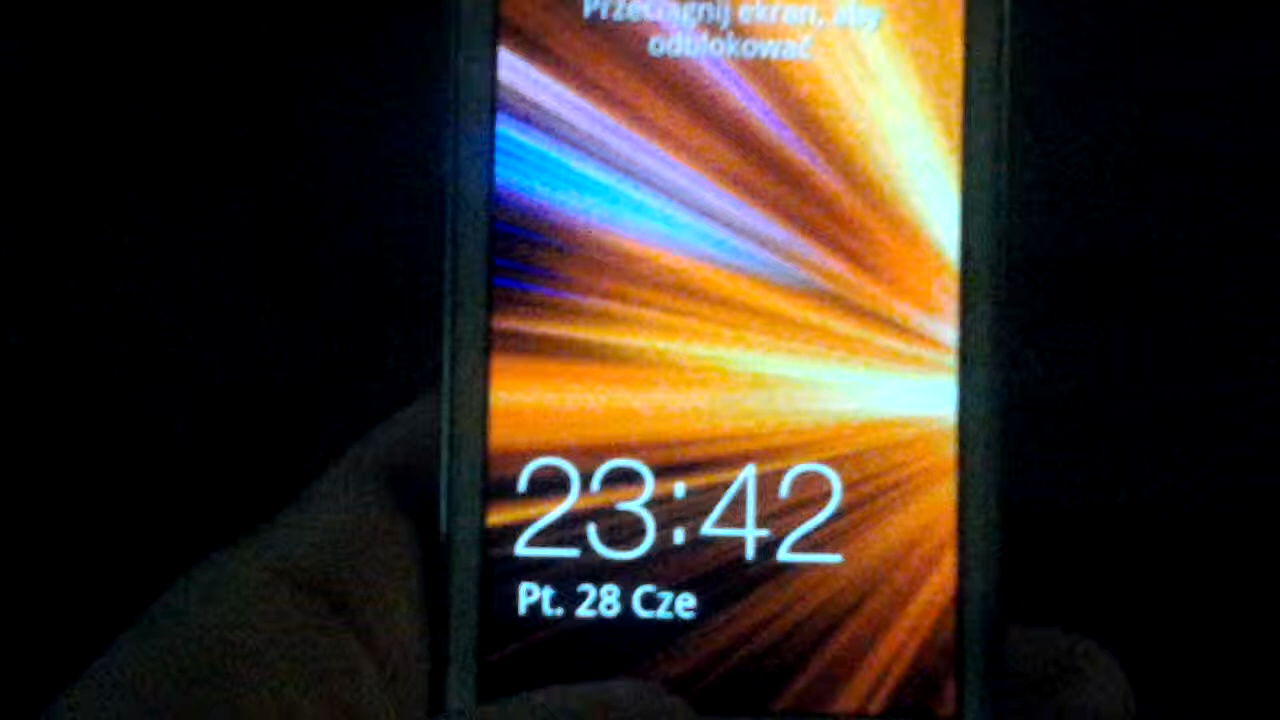 Przeciągnij ekran, aby
odblokować
23:42
Pt. 28 Cze